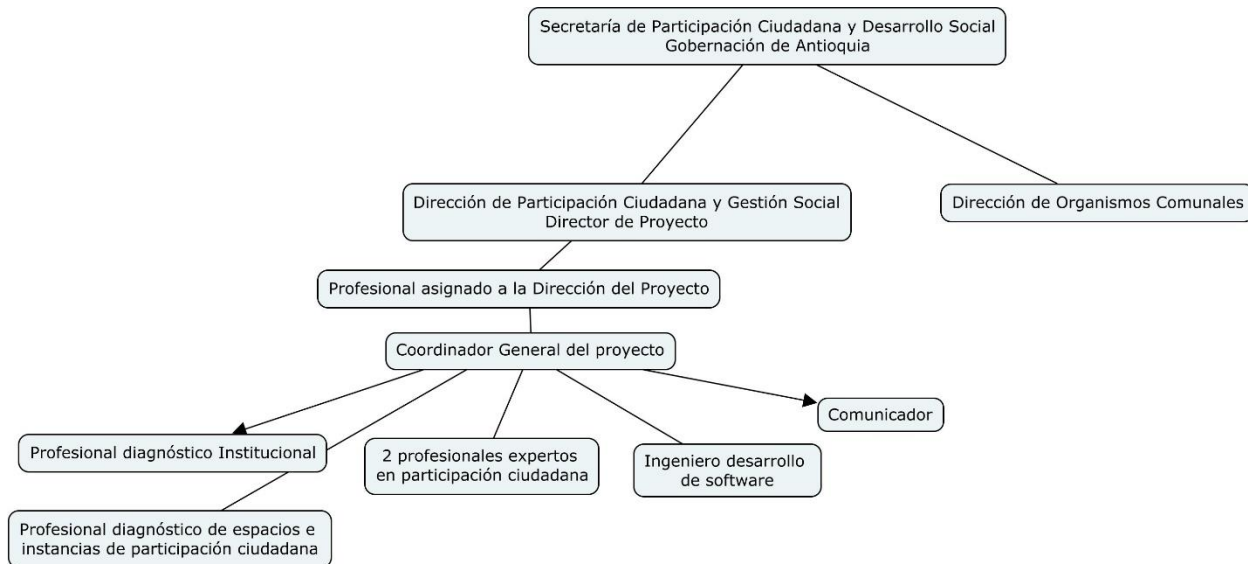 Secretaría de Participación Ciudadana y Desarrollo Social
Gobernación de Antioquia
Dirección de Participación Ciudadana y Gestión Social
Director de Proyecto
Dirección de Organismos Comunales
Profesional asignado a la Dirección del Proyecto
Coordinador General del proyecto
Comunicador
Profesional diagnóstico Institucional
2 profesionales expertos
en participación ciudadana
Ingeniero desarrollo
de software
Profesional diagnóstico de espacios e
instancias de participación ciudadana